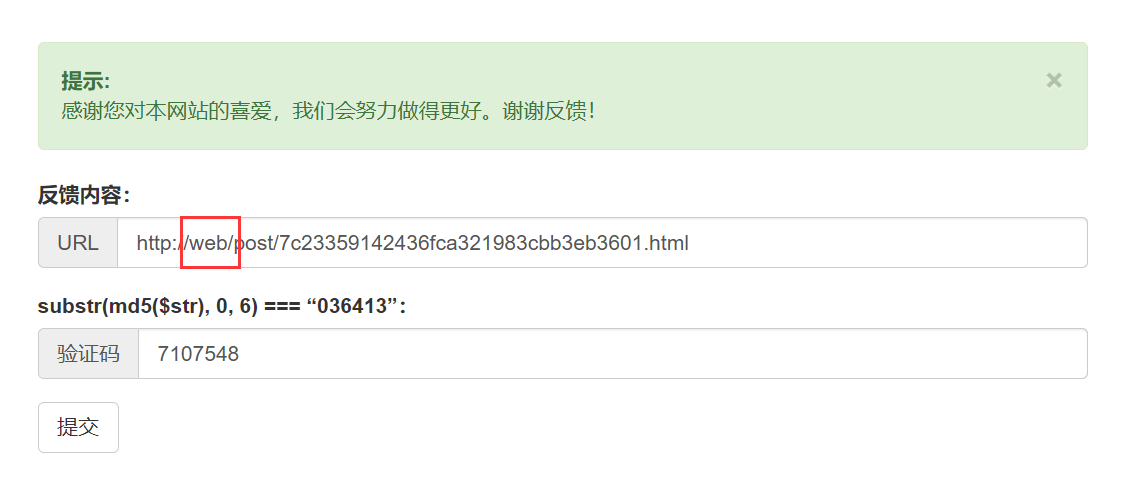 提示:
感谢您对本网站的喜爱，我们会努力做得更好。谢谢反馈！
×
反馈内容：
URL http://web/post/7c23359142436fca321983cbb3eb3601.html
substr(md5($str), 0, 6) === “036413”：
验证码 7107548
提交